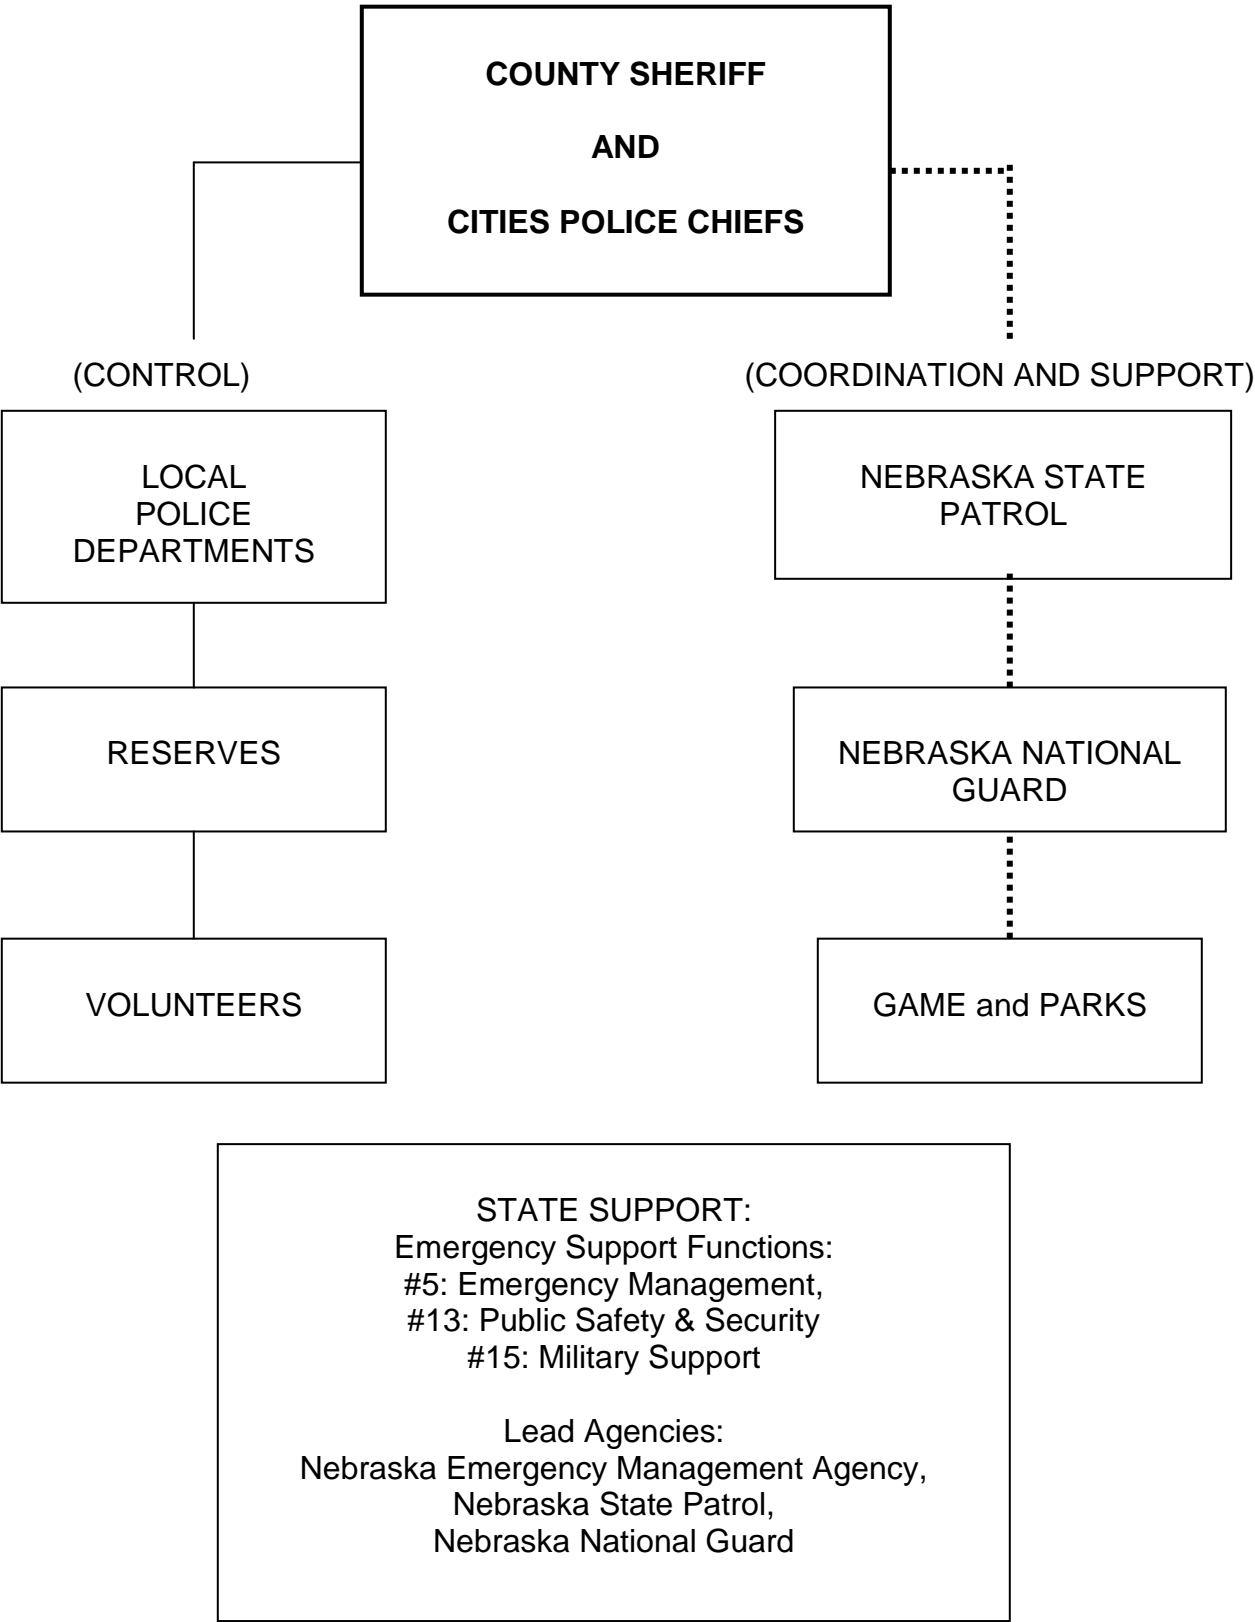 COUNTY SHERIFF
AND
CITIES POLICE CHIEFS
(CONTROL)
(COORDINATION AND SUPPORT)
LOCAL
POLICE
DEPARTMENTS
NEBRASKA STATE
PATROL
RESERVES
NEBRASKA NATIONAL
GUARD
VOLUNTEERS
GAME and PARKS
STATE SUPPORT:
Emergency Support Functions:
#5: Emergency Management,
#13: Public Safety & Security
#15: Military Support
Lead Agencies:
Nebraska Emergency Management Agency,
Nebraska State Patrol,
Nebraska National Guard